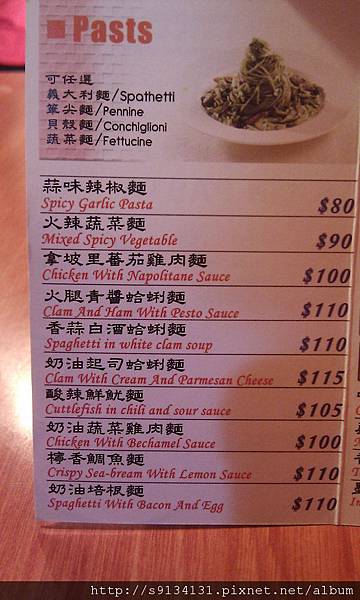 Pasts
可任選
義大利麵/Spathetti
筆尖麵/Pennine
貝殼麵/Conchiglioni
蔬菜麵/Fettucine
蒜味辣椒麵
Spicy Garlic Pasta $80
火辣蔬菜麵
Mixed Spicy Vegetable $90
拿坡里蕃茄雞肉麵
Chicken With Napolitane Sauce $100
火腿青醬蛤蜊麵
Clam And Ham With Pesto Sauce $110
香蒜白酒蛤蜊麵
Spaghetti in white clam soup $110
奶油起司蛤蜊麵
Clam With Cream And Parmesan Cheese $115
酸辣鮮魷麵
Cuttlefish in chili and sour sauce $105
奶油蔬菜雞肉麵
Chicken With Bechamel Sauce $100
檸香鯛魚麵
Crispy Sea-bream With Lemon Sauce $110
奶油培根麵
Spaghetti With Bacon And Egg $110
http://s9134131.pixnet.net/album